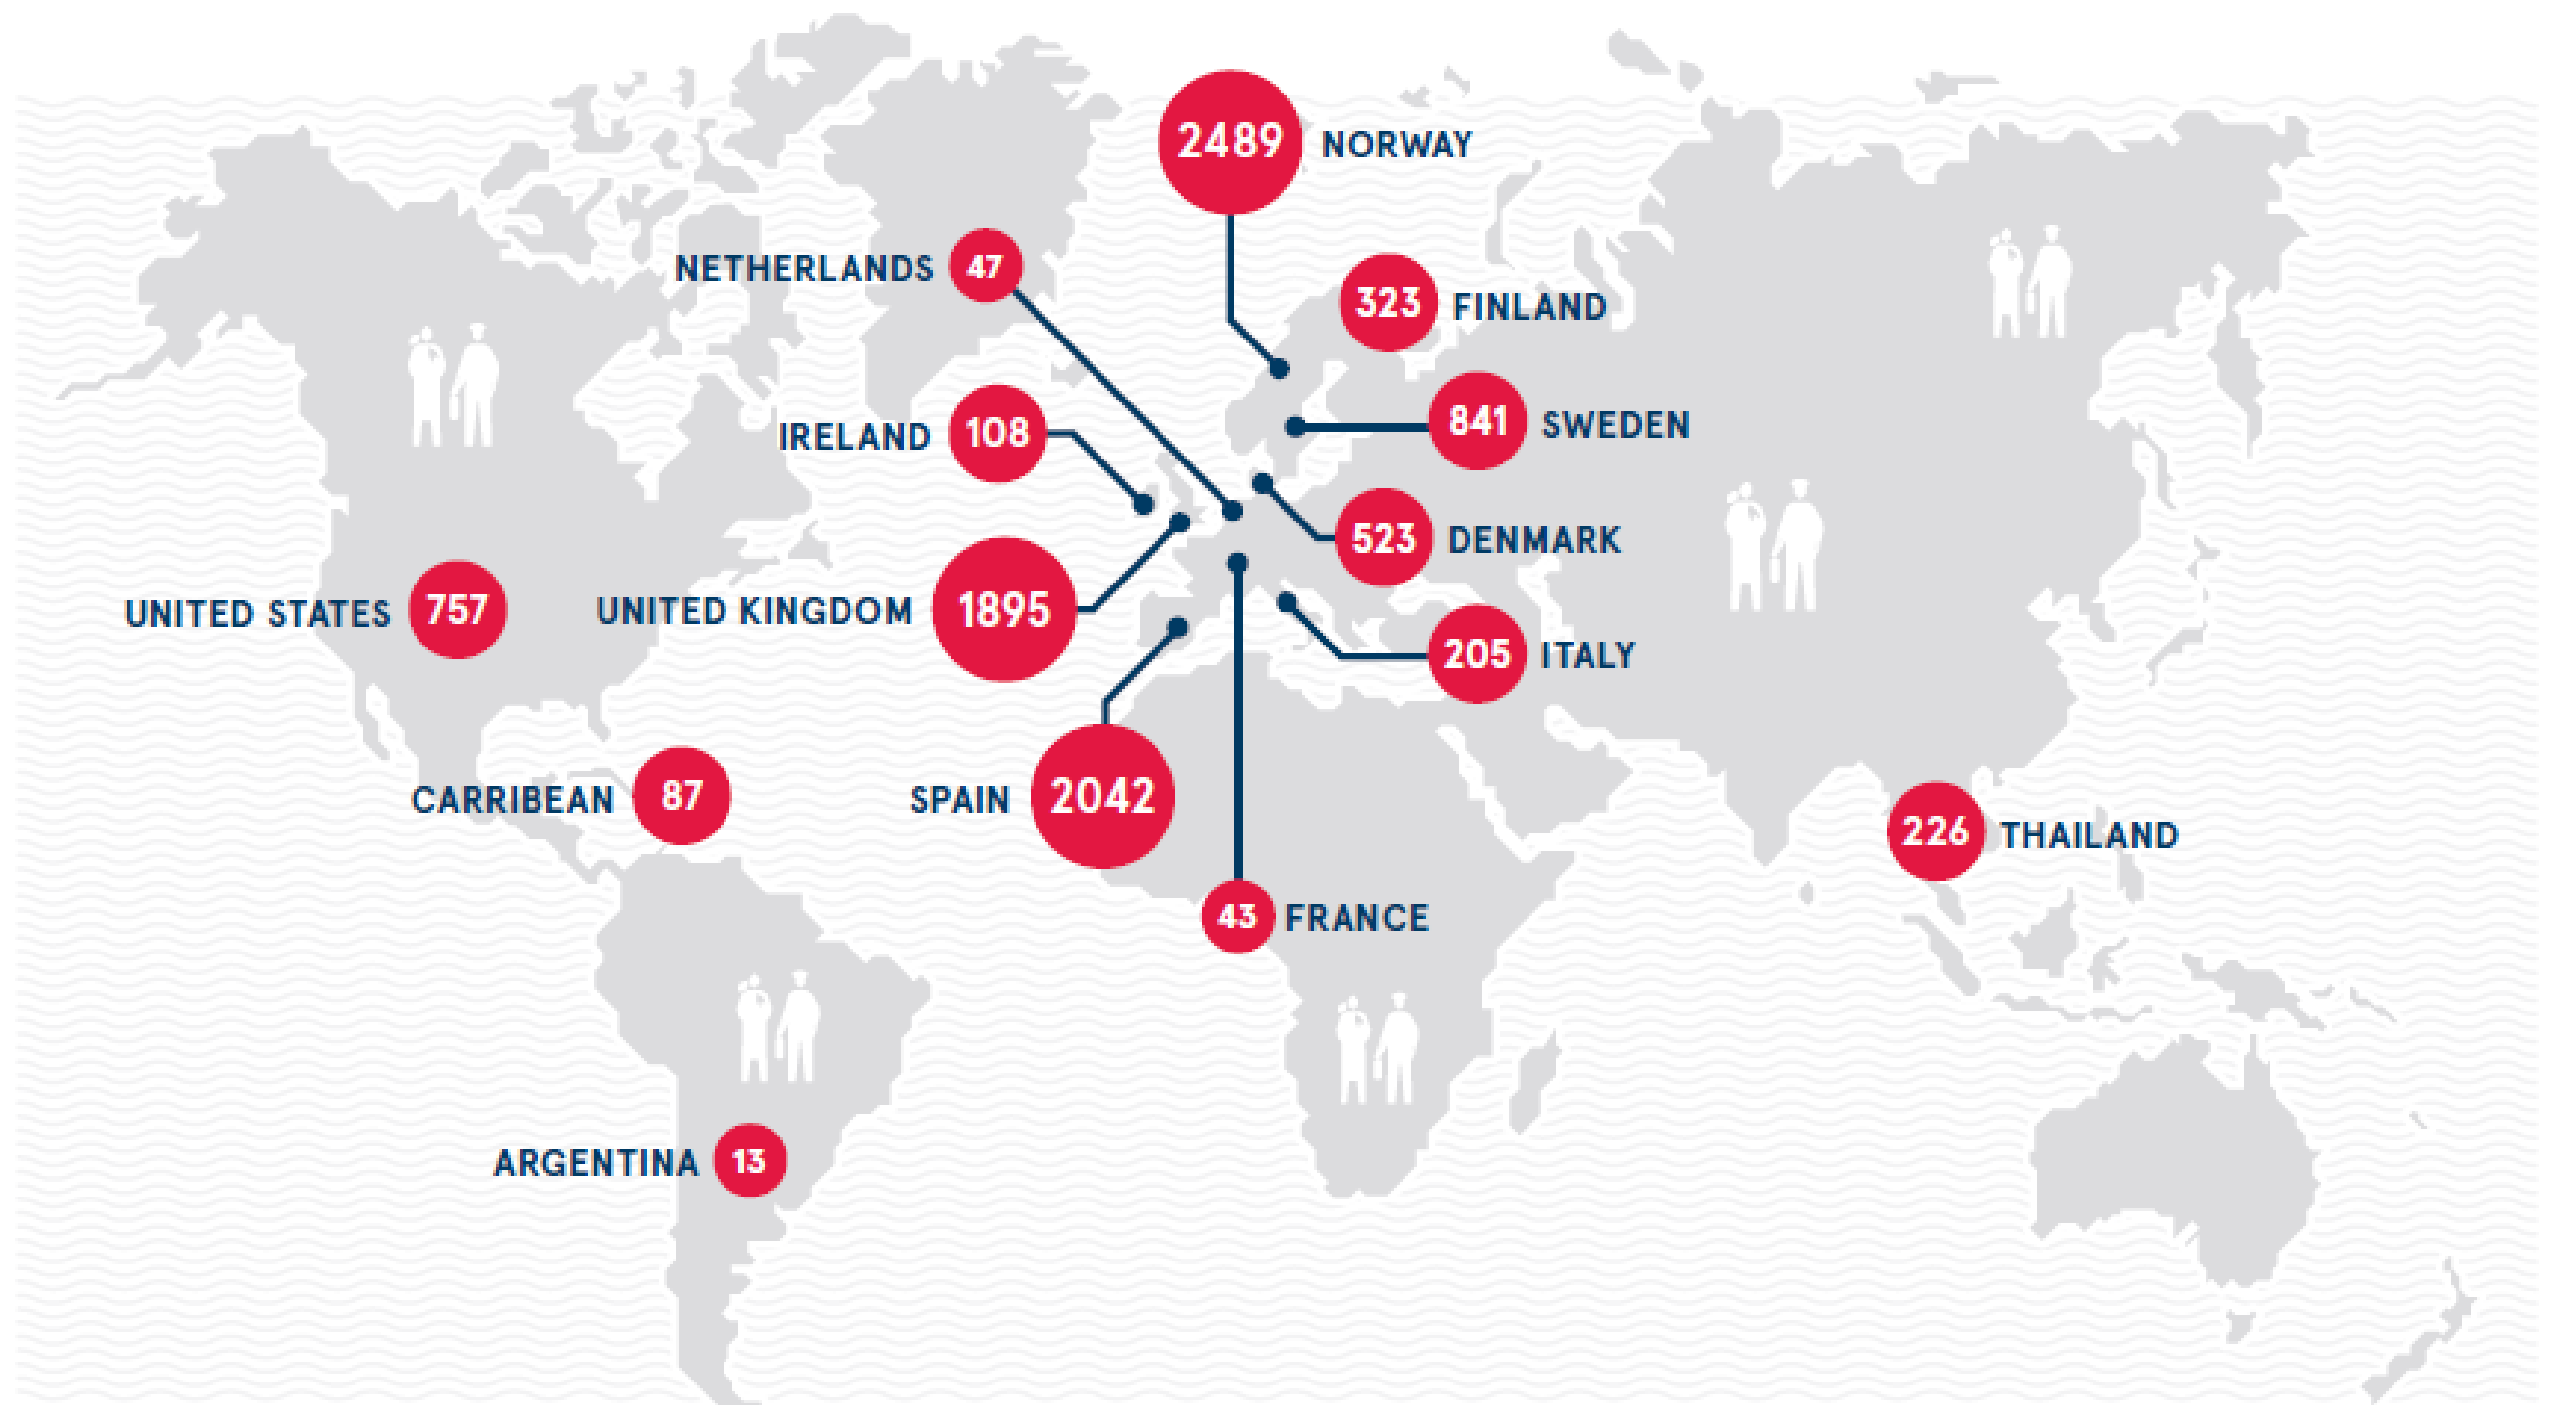 2489 NORWAY
NETHERLANDS 47
323 FINLAND
IRELAND 108
841 SWEDEN
523 DENMARK
UNITED STATES 757
UNITED KINGDOM 1895
205 ITALY
CARRIBEAN 87
SPAIN 2042
226 THAILAND
43 FRANCE
ARGENTINA 13